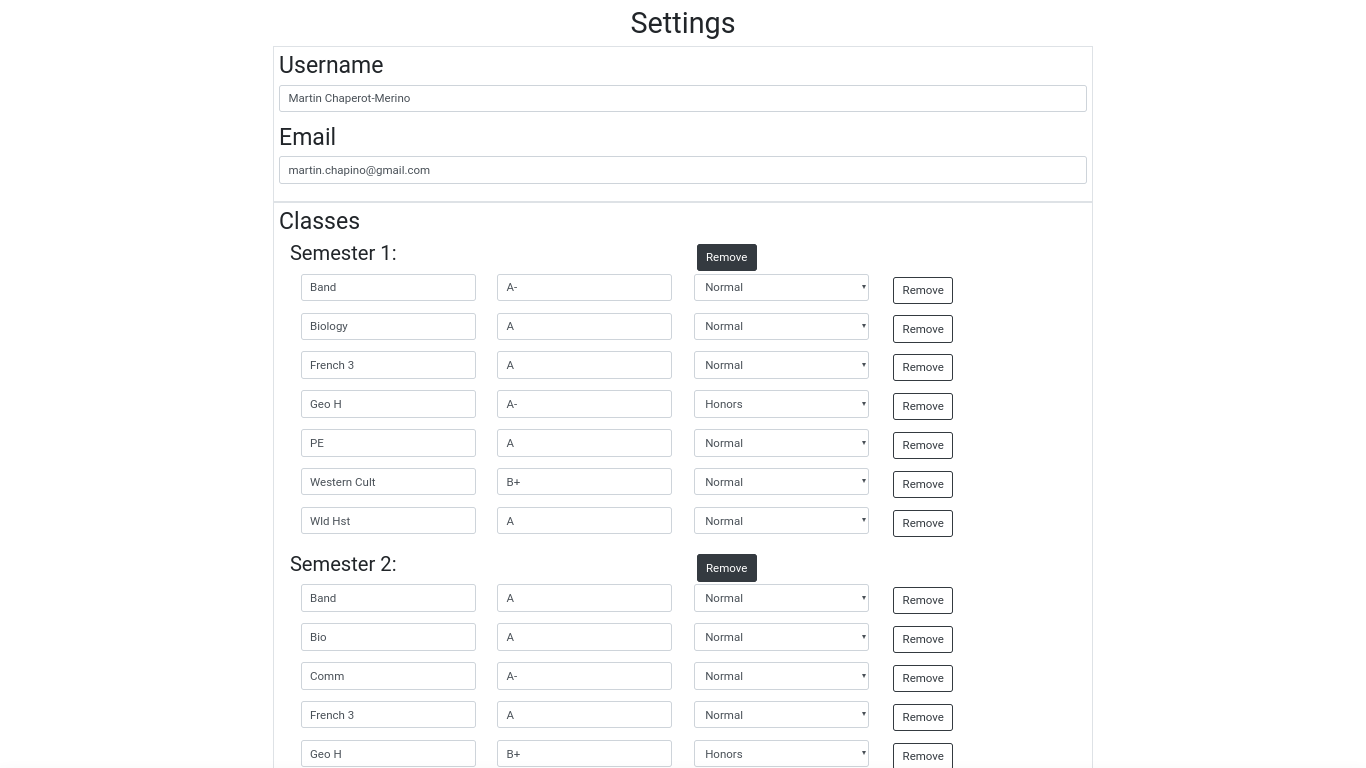 Settings
Username
Martin Chaperot-Merino
Email
martin.chapino@gmail.com
Classes
Semester 1: Remove
Band A- Normal Remove
Biology A Normal Remove
French 3 A Normal Remove
Geo H A- Honors Remove
PE A Normal Remove
Western Cult B+ Normal Remove
Wld Hst A Normal Remove
Semester 2: Remove
Band A Normal Remove
Bio A Normal Remove
Comm A- Normal Remove
French 3 A Normal Remove
Geo H B+ Honors Remove